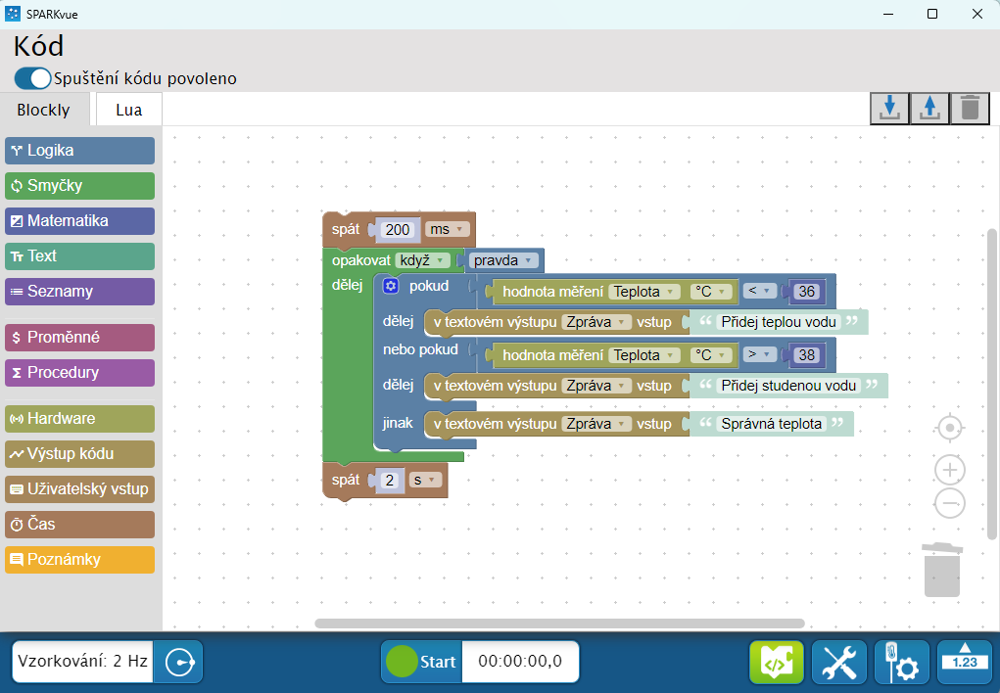 SPARKvue
Kód
Spuštění kódu povoleno
Blockly
Lua
Logika
Smyčky
Matematika
Text
Seznamy
Proměnné
Procedury
Hardware
Výstup kódu
Uživatelský vstup
Čas
Poznámky
spát 200 ms
opakovat když pravda
dělej pokud hodnota měření Teplota °C < 36
dělej v textovém výstupu Zpráva vstup “ Přidej teplou vodu ”
nebo pokud hodnota měření Teplota °C > 38
dělej v textovém výstupu Zpráva vstup “ Přidej studenou vodu ”
jinak v textovém výstupu Zpráva vstup “ Správná teplota ”
spát 2 s
Vzorkování: 2 Hz
Start
00:00:00,0
1.23